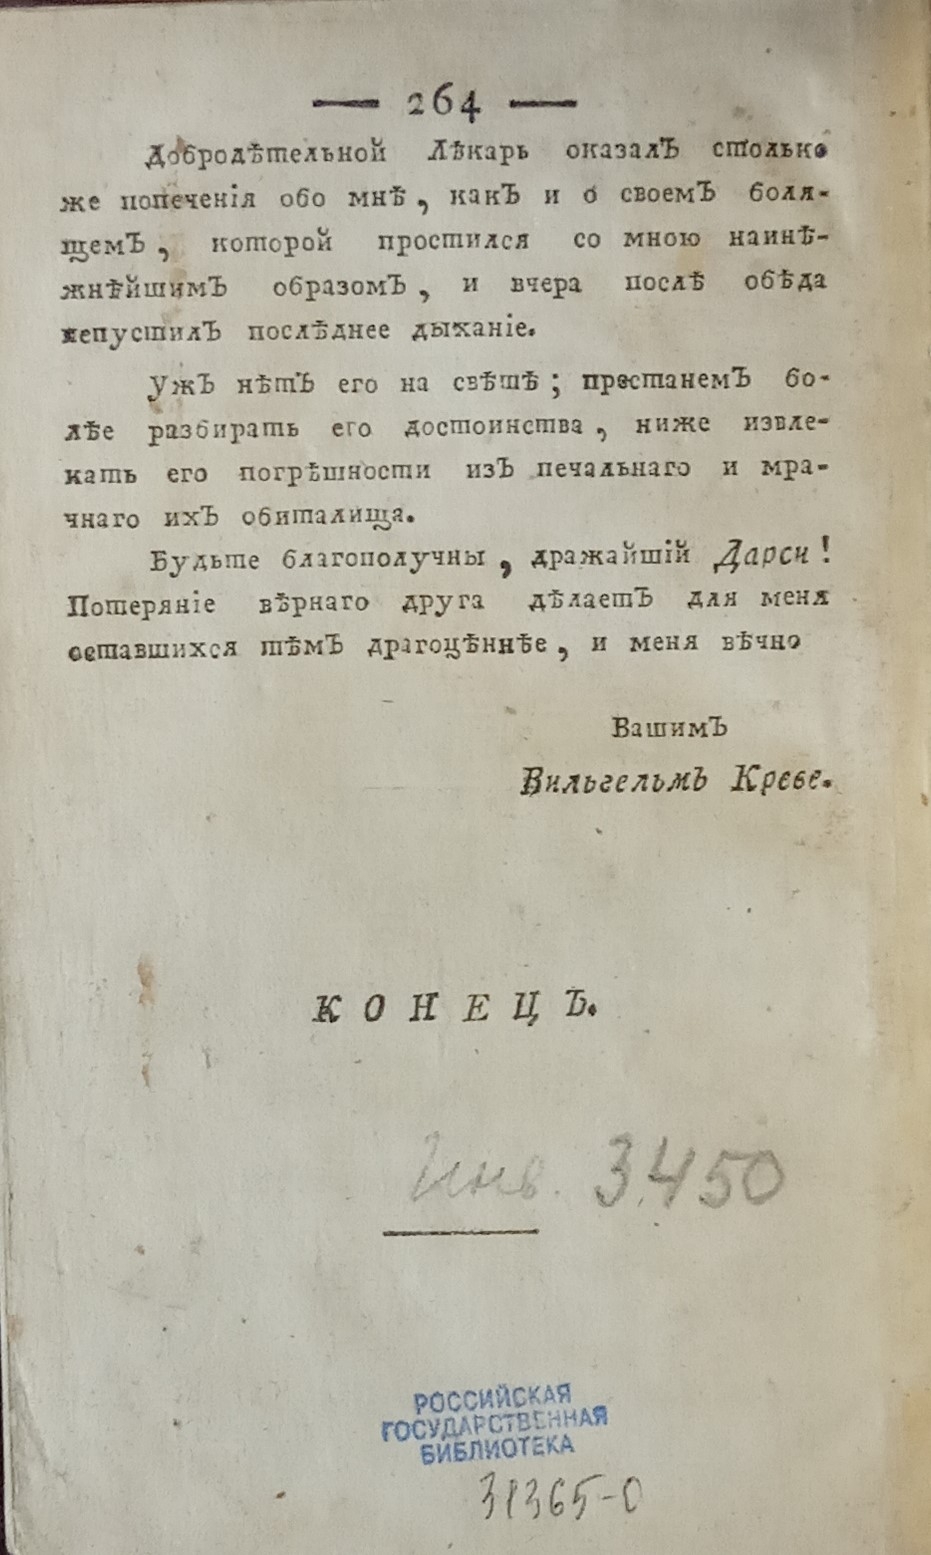 — 264 —
Добродѣтельной Лѣкарь оказалЪ столько
же попеченія обо мнѣ, какЪ и о своемЪ боля-
щемЪ, которой простился со мною наинѣ-
жнѣйшимЪ образомЪ, и вчера послѣ обѣда
испустилЪ послѣднее дыханіе.
УжЪ нѣтЪ его на свѣтѣ; престанемЪ бо-
лѣе разбирать его достоинства, ниже извле-
кать его погрѣшности изЪ печальнаго и мра-
чнаго ихЪ обиталища.
Будьте благополучны, дражайшій Дарси!
Потеряніе вѣрнаго друга дѣлаетЪ для меня
оставшихся тѣмЪ драгоцѣннѣе, и меня вѣчно
ВашимЪ
ВильгельмЪ Креве.
КОНЕЦЪ.
Инв. 3450
РОССИЙСКАЯ
ГОСУДАРСТВЕННАЯ
БИБЛИОТЕКА
31365-0